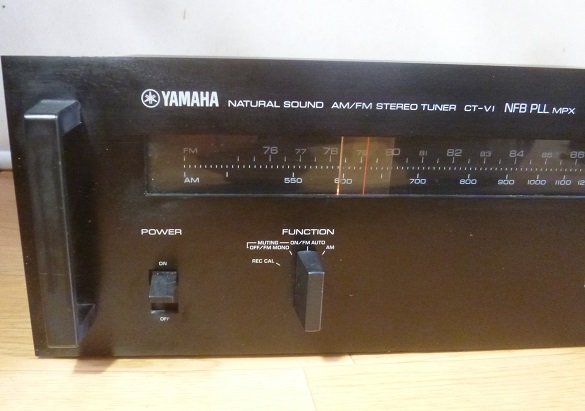 YAMAHA NATURAL SOUND AM/FM STEREO TUNER CT-V1 NFB PLL MPX
FM 76 77 78 79 80 81 82 83 84 85 86
AM 550 600 700 800 900 1000 1100
POWER
ON
OFF
FUNCTION
MUTING ON/FM AUTO
OFF/FM MONO AM
REC CAL